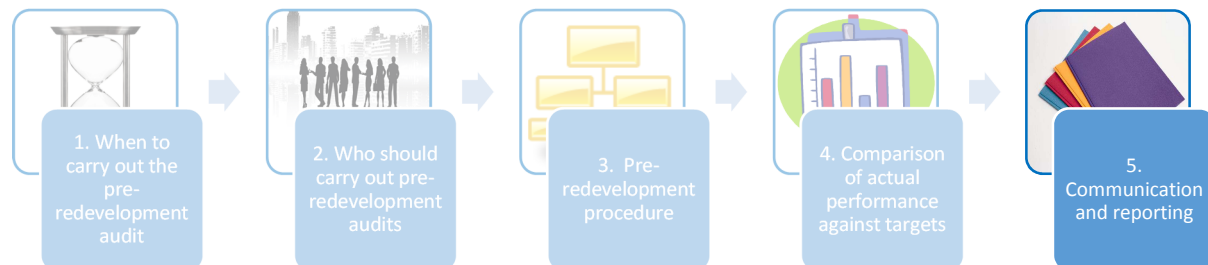 1. When to
carry out the
pre-
redevelopment
audit
2. Who should
carry out pre-
redevelopment
audits
3. Pre-
redevelopment
procedure
4. Comparison
of actual
performance
against targets
5.
Communication
and reporting